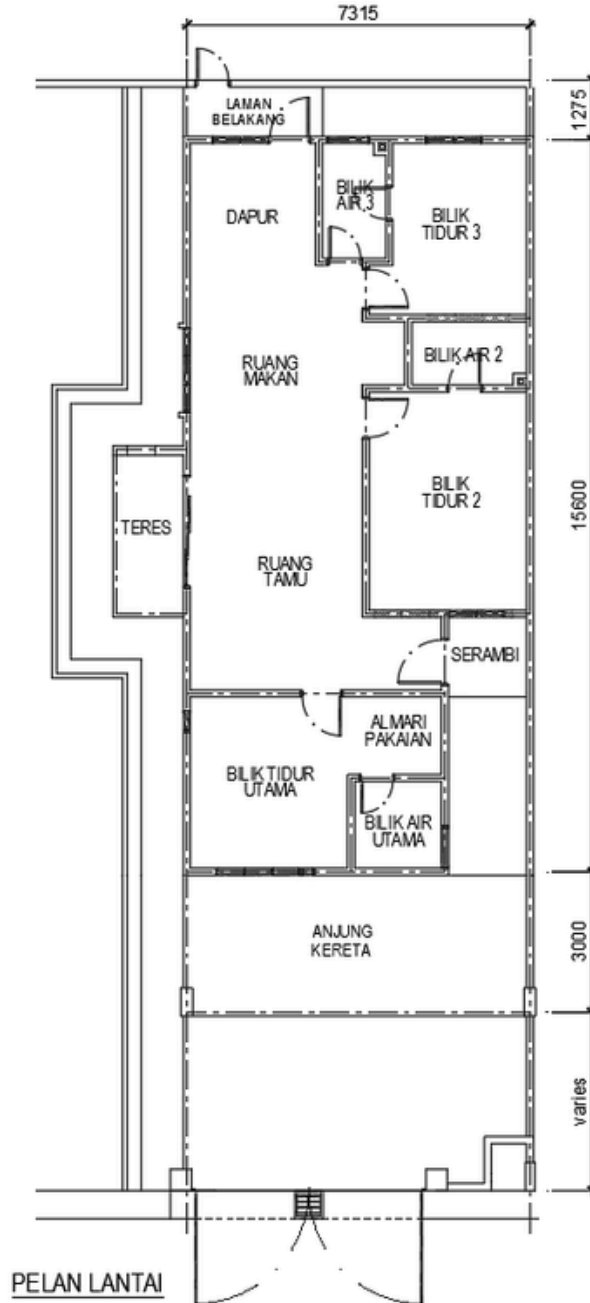 7315
1275
LAMAN
BELAKANG
DAPUR
BILIK
AIR 3
BILIK
TIDUR 3
RUANG
MAKAN
BILIK AIR 2
BILIK
TIDUR 2
15600
TERES
RUANG
TAMU
SERAMBI
ALMARI
PAKAIAN
BILIK TIDUR
UTAMA
BILIK AIR
UTAMA
ANJUNG
KERETA
3000
varies
PELAN LANTAI